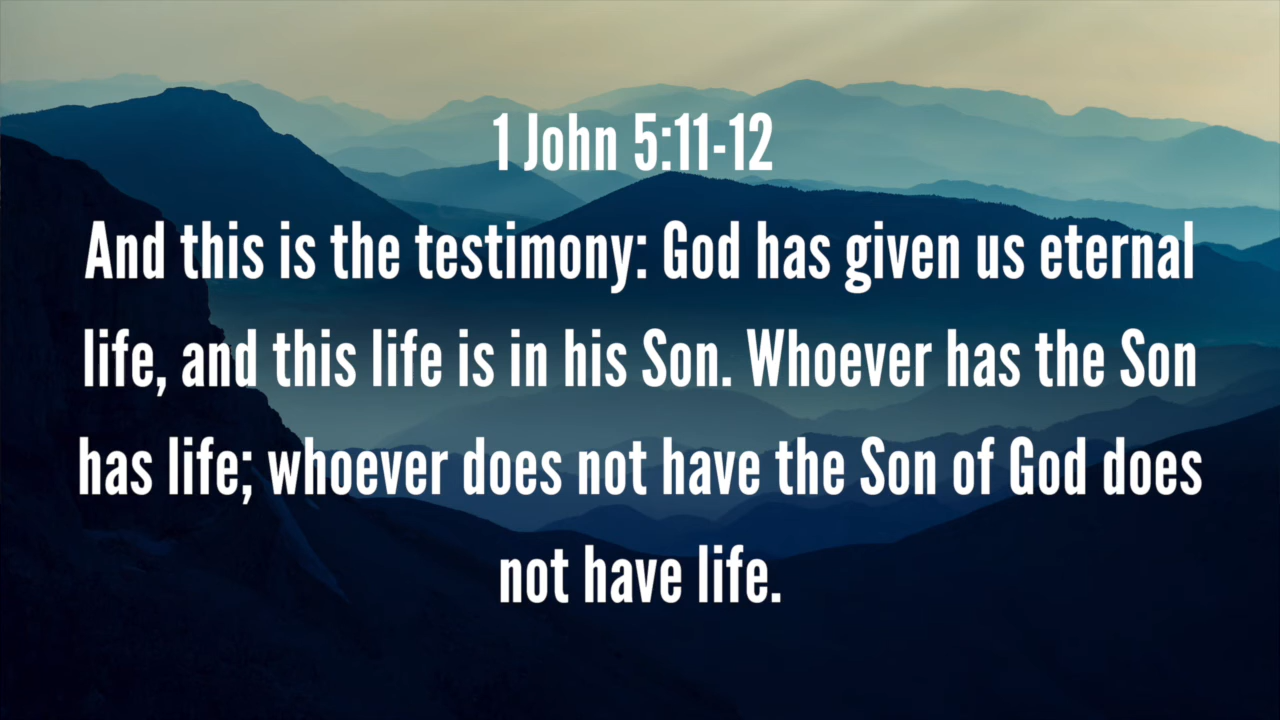 1 John 5:11-12
And this is the testimony: God has given us eternal
life, and this life is in his Son. Whoever has the Son
has life; whoever does not have the Son of God does
not have life.